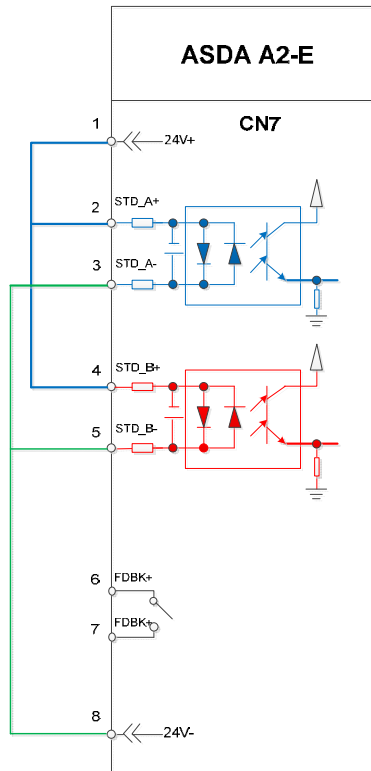 ASDA A2-E
CN7
1
24V+
2
STD_A+
3
STD_A-
4
STD_B+
5
STD_B-
6
FDBK+
7
FDBK+
8
24V-